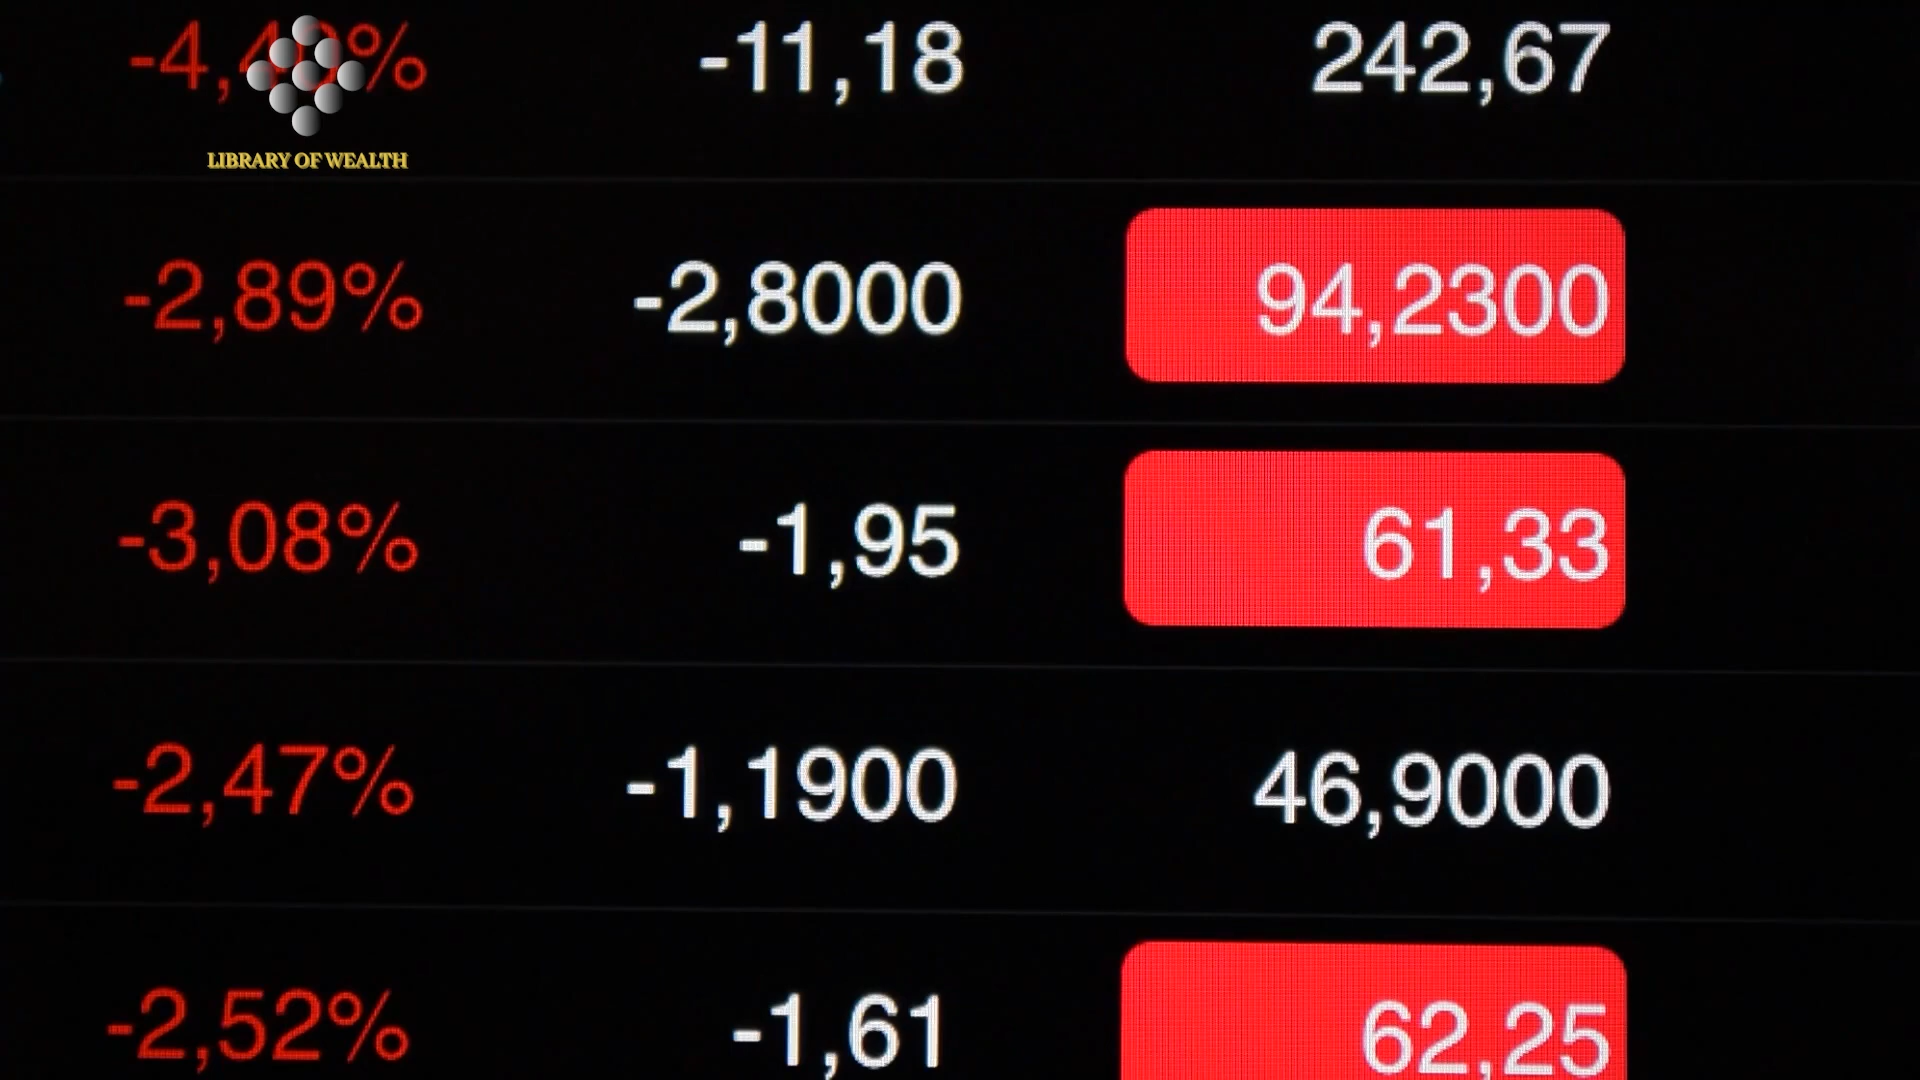 -11,18 242,67
LIBRARY OF WEALTH
-2,89% -2,8000 94,2300
-3,08% -1,95 61,33
-2,47% -1,1900 46,9000
-2,52% -1,61 62,25